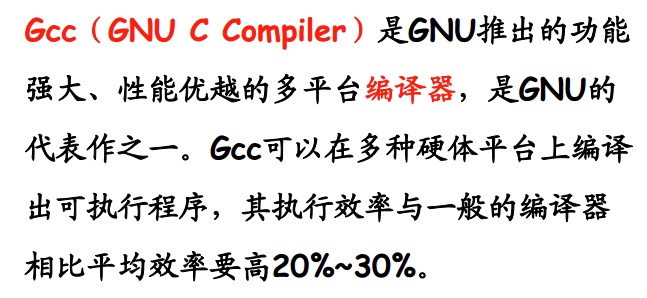 Gcc（GNU C Compiler）是GNU推出的功能
强大、性能优越的多平台编译器，是GNU的
代表作之一。Gcc可以在多种硬体平台上编译
出可执行程序，其执行效率与一般的编译器
相比平均效率要高20%~30%。